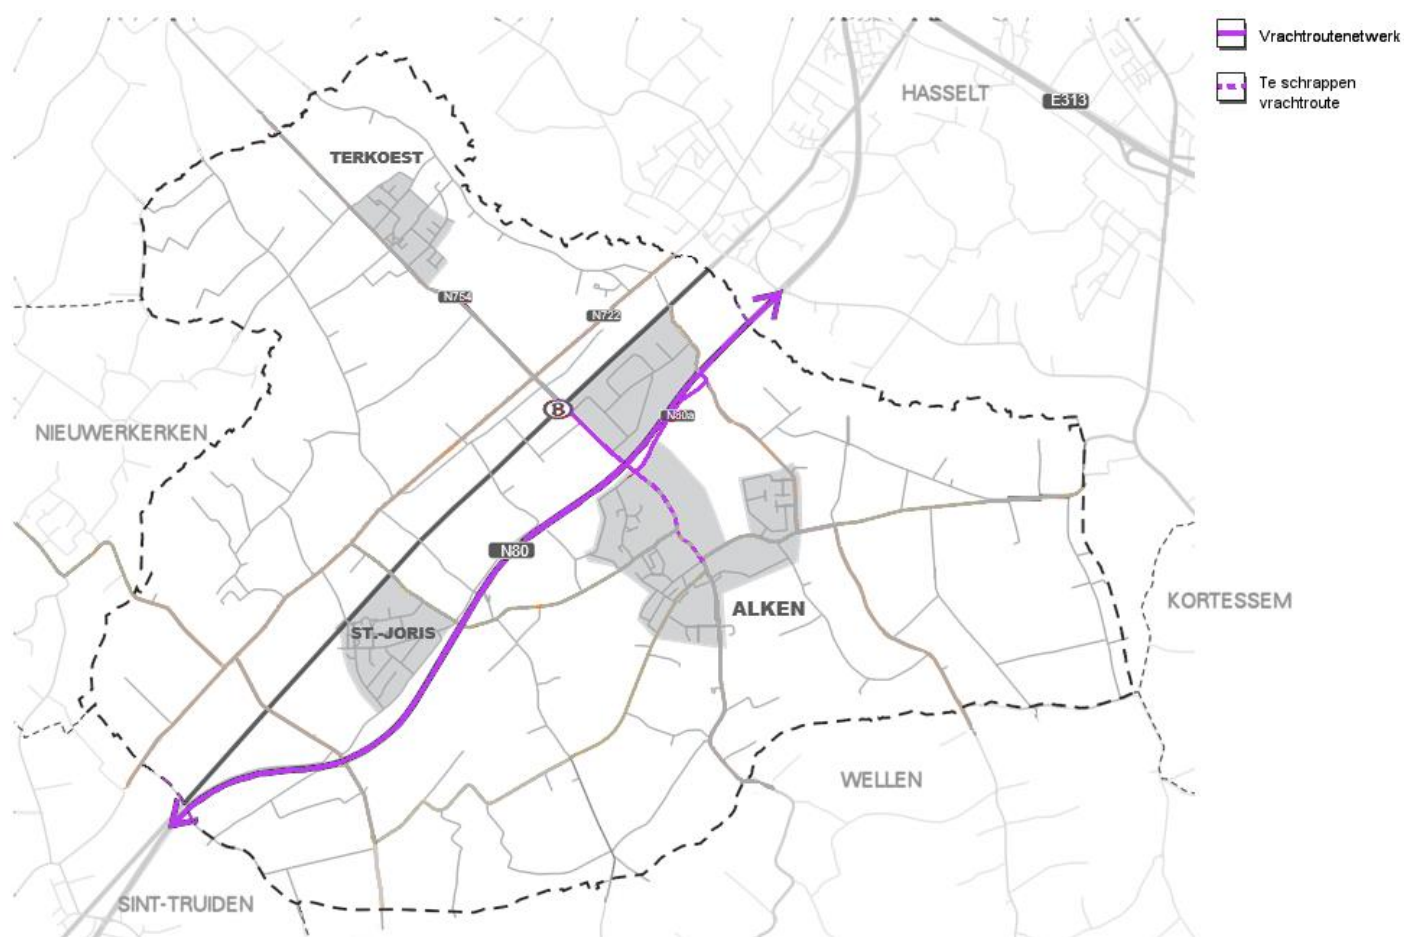 Vrachtroutenetwerk
Te schrappen
vrachtroute
HASSELT
E313
TERKOEST
N754
N722
B
N80a
NIEUWERKERKEN
N80
KORTESSEM
ALKEN
ST.-JORIS
WELLEN
SINT-TRUIDEN